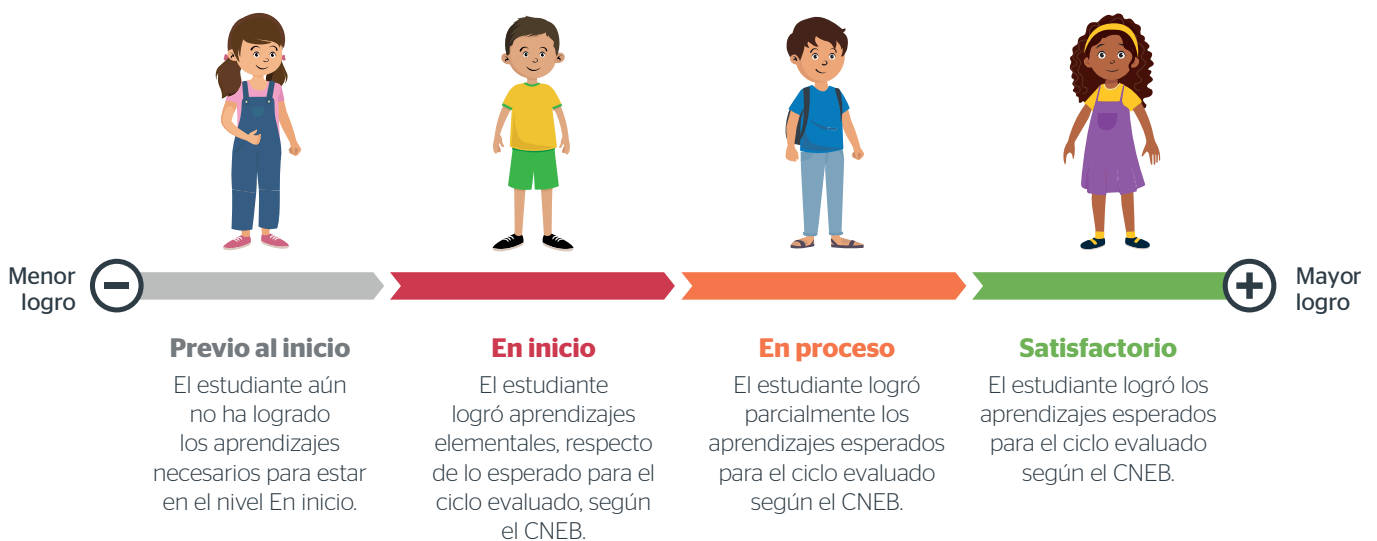 Menor
logro
Mayor
logro
Previo al inicio
El estudiante aún
no ha logrado
los aprendizajes
necesarios para estar
en el nivel En inicio.
En inicio
El estudiante
logró aprendizajes
elementales, respecto
de lo esperado para el
ciclo evaluado, según
el CNEB.
En proceso
El estudiante logró
parcialmente los
aprendizajes esperados
para el ciclo evaluado
según el CNEB.
Satisfactorio
El estudiante logró los
aprendizajes esperados
para el ciclo evaluado
según el CNEB.